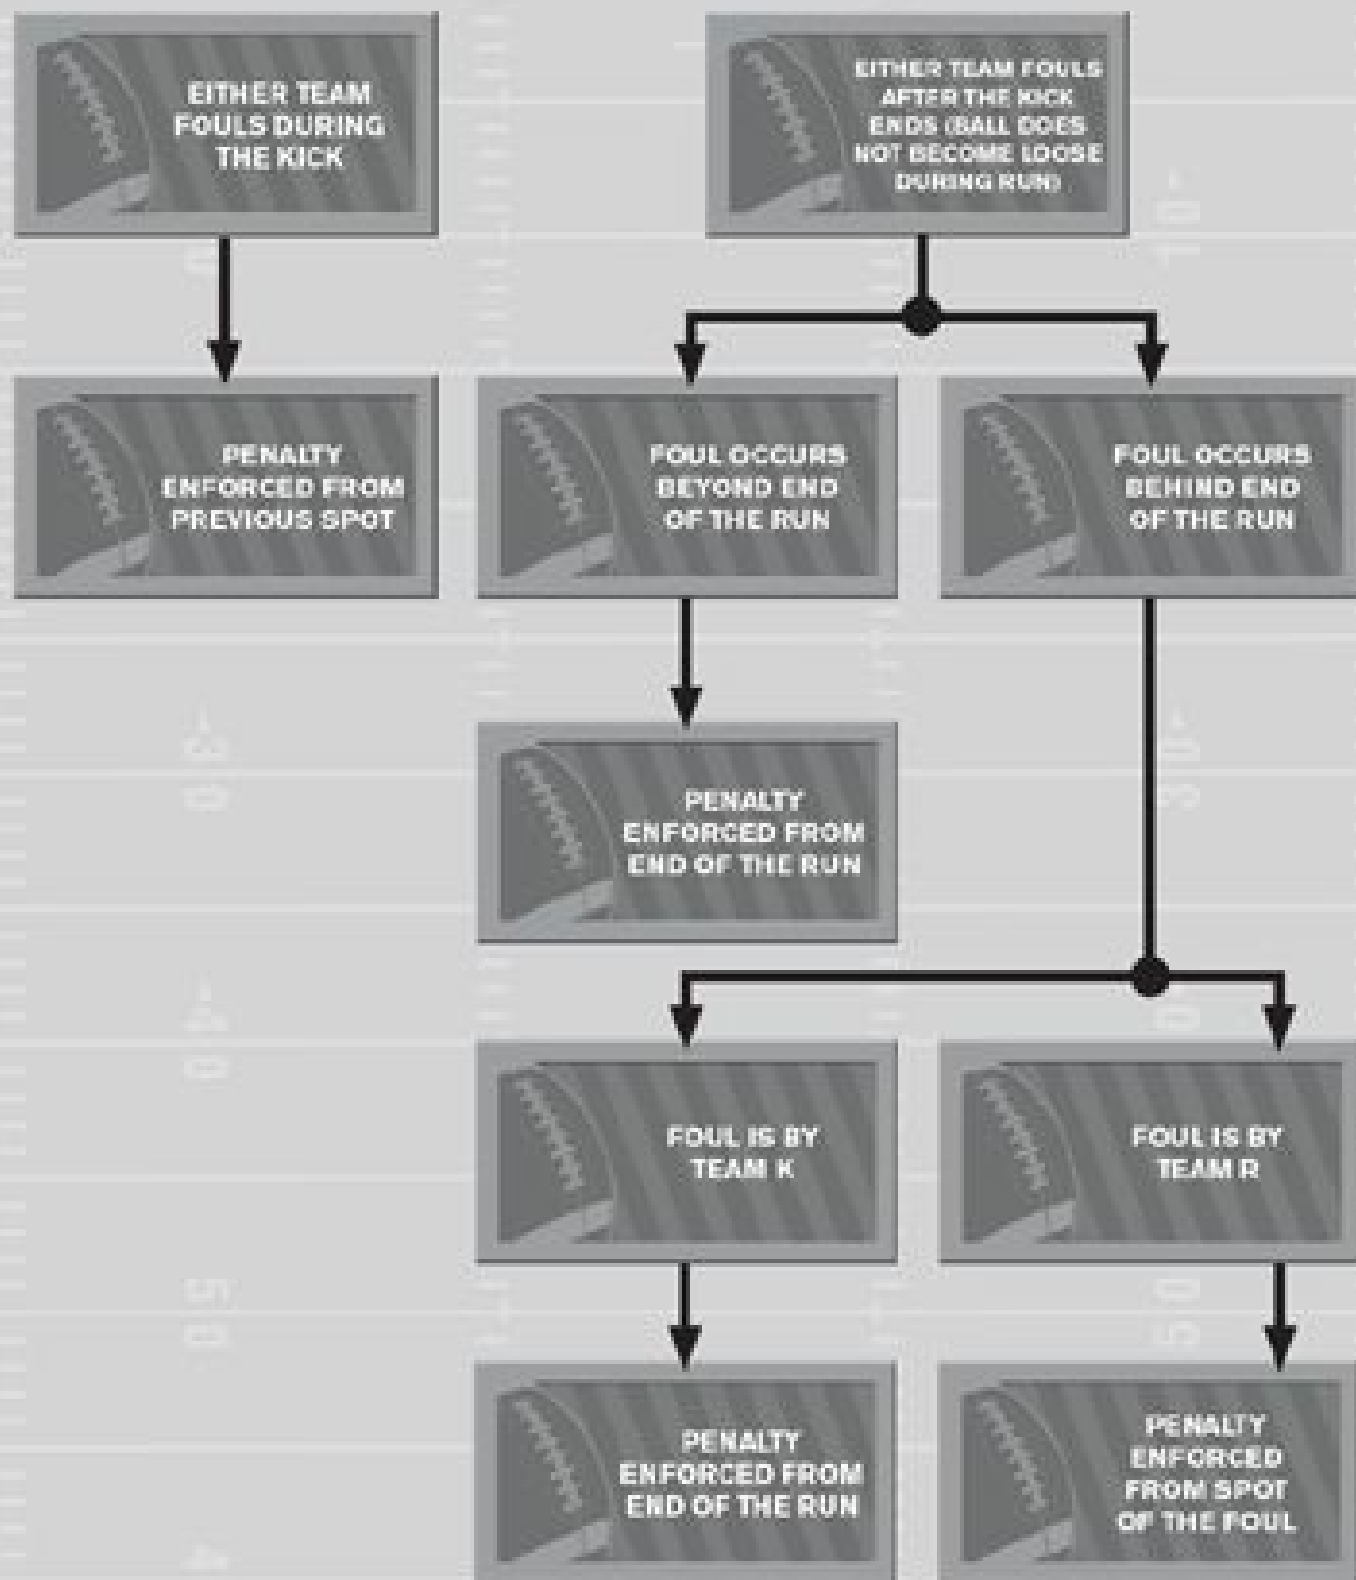 EITHER TEAM
FOULS DURING
THE KICK
EITHER TEAM FOULS
AFTER THE KICK
ENDS (BALL DOES
NOT BECOME LOOSE
DURING RUN)
PENALTY
ENFORCED FROM
PREVIOUS SPOT
FOUL OCCURS
BEYOND END
OF THE RUN
FOUL OCCURS
BEHIND END
OF THE RUN
PENALTY
ENFORCED FROM
END OF THE RUN
FOUL IS BY
TEAM K
FOUL IS BY
TEAM R
PENALTY
ENFORCED FROM
END OF THE RUN
PENALTY
ENFORCED
FROM SPOT
OF THE FOUL